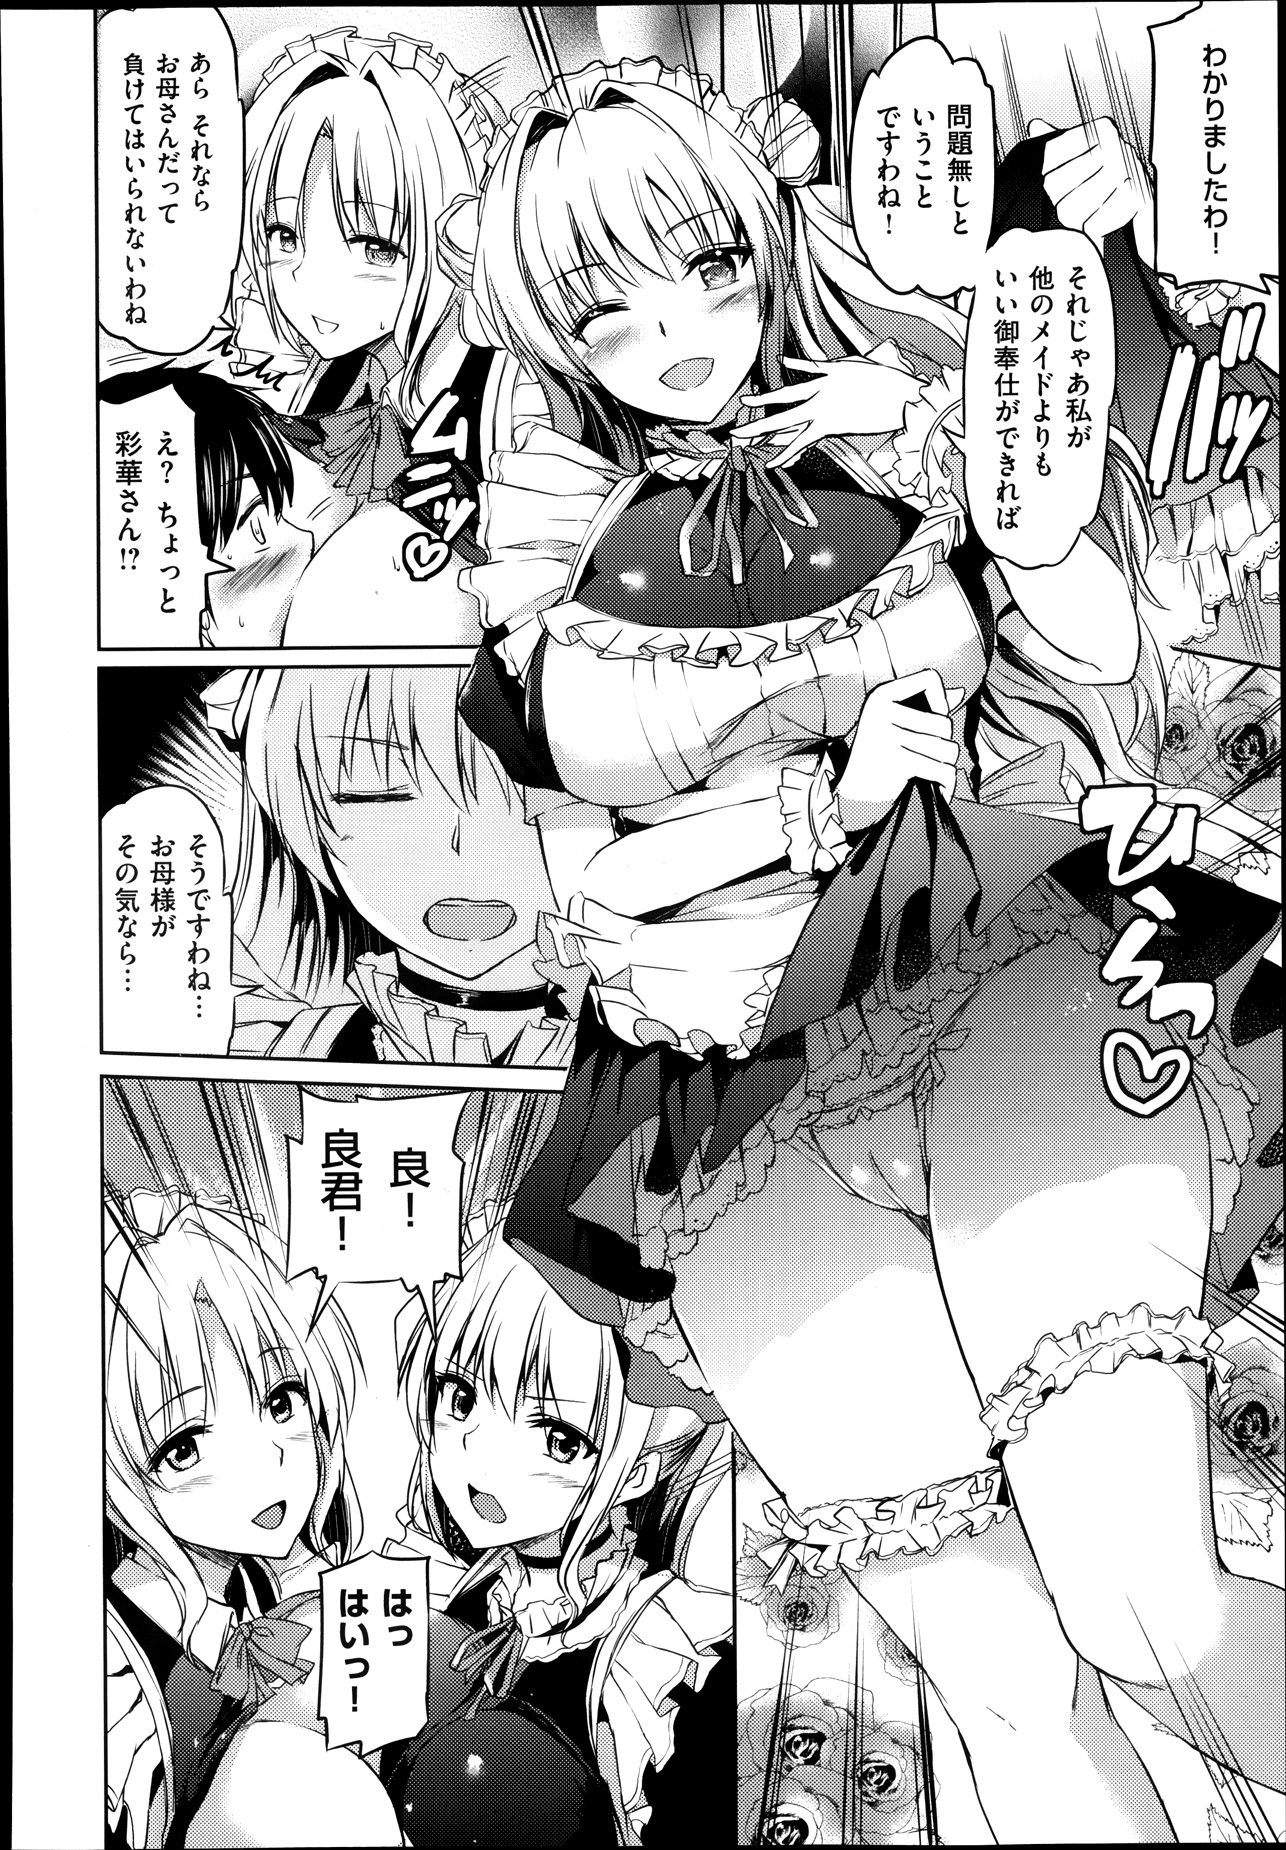 わかりましたわ！
それじゃあ私が
他のメイドよりも
いい御奉仕ができれば
問題無しと
いうこと
ですわね！
バッ
ひらっ♡
あら それなら
お母さんだって
負けてはいられないわね
ムニッ♡
え？ ちょっと
彩華さん!?
そうですわね…
お母様が
その気なら…
良！
良君！
はっ
はいっ！